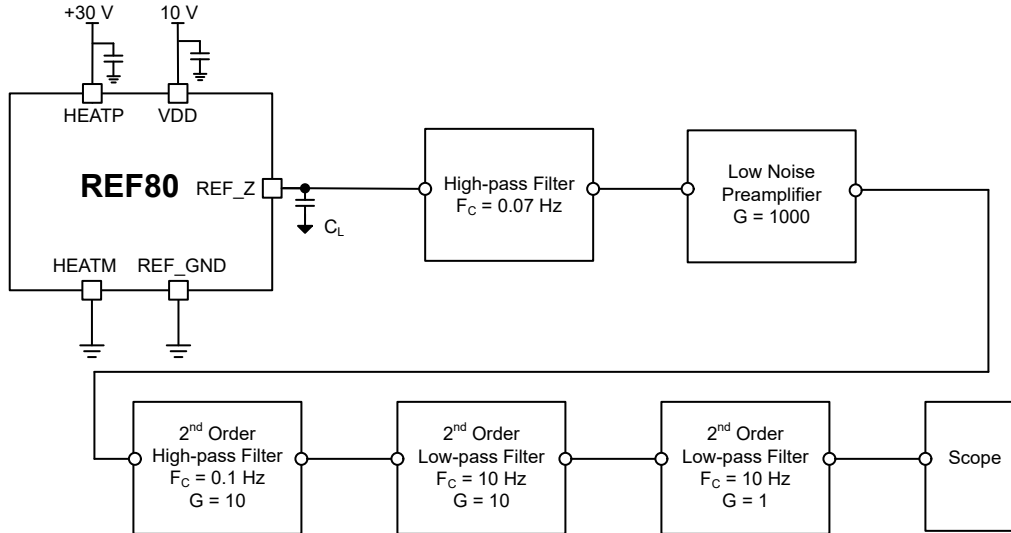 +30 V
10 V
HEATP
VDD
REF80
REF_Z
C_L
HEATM
REF_GND
High-pass Filter
F_C = 0.07 Hz
Low Noise
Preamplifier
G = 1000
2nd Order
High-pass Filter
F_C = 0.1 Hz
G = 10
2nd Order
Low-pass Filter
F_C = 10 Hz
G = 10
2nd Order
Low-pass Filter
F_C = 10 Hz
G = 1
Scope